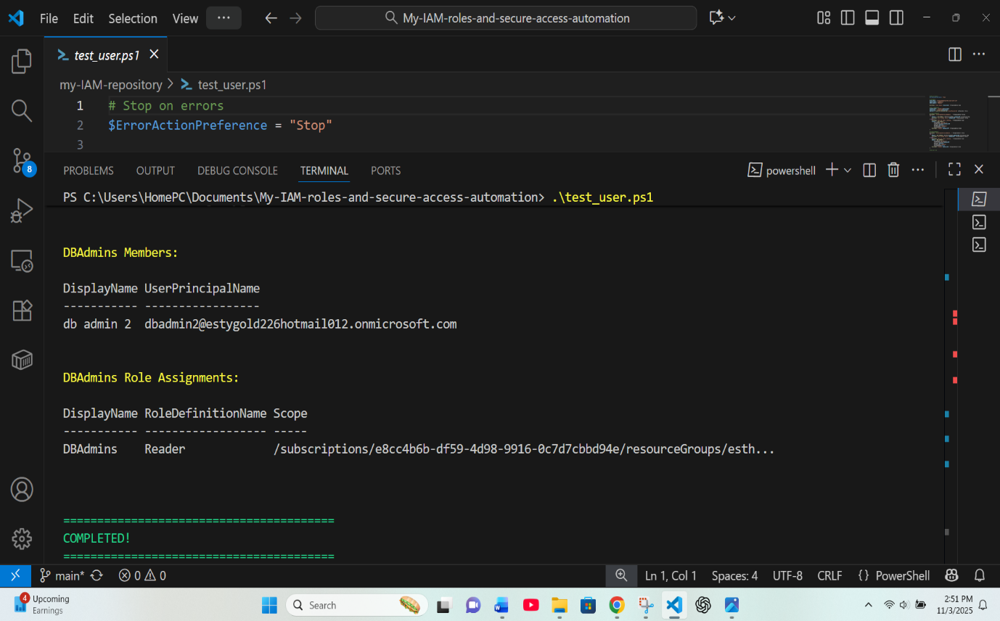 File Edit Selection View ... My-IAM-roles-and-secure-access-automation
test_user.ps1
my-IAM-repository > test_user.ps1
1 # Stop on errors
2 $ErrorActionPreference = "Stop"
3
8
PROBLEMS OUTPUT DEBUG CONSOLE TERMINAL PORTS powershell
PS C:\Users\HomePC\Documents\My-IAM-roles-and-secure-access-automation> .\test_user.ps1
DBAdmins Members:
DisplayName UserPrincipalName
----------- -----------------
db admin 2 dbadmin2@estygold226hotmail012.onmicrosoft.com
DBAdmins Role Assignments:
DisplayName RoleDefinitionName Scope
----------- ------------------ -----
DBAdmins Reader /subscriptions/e8cc4b6b-df59-4d98-9916-0c7d7cbbd94e/resourceGroups/esth...
========================================
COMPLETED!
========================================
main* 0 0 Ln 1, Col 1 Spaces: 4 UTF-8 CRLF {} PowerShell
4 Upcoming
Earnings
Search
2:51 PM
11/3/2025